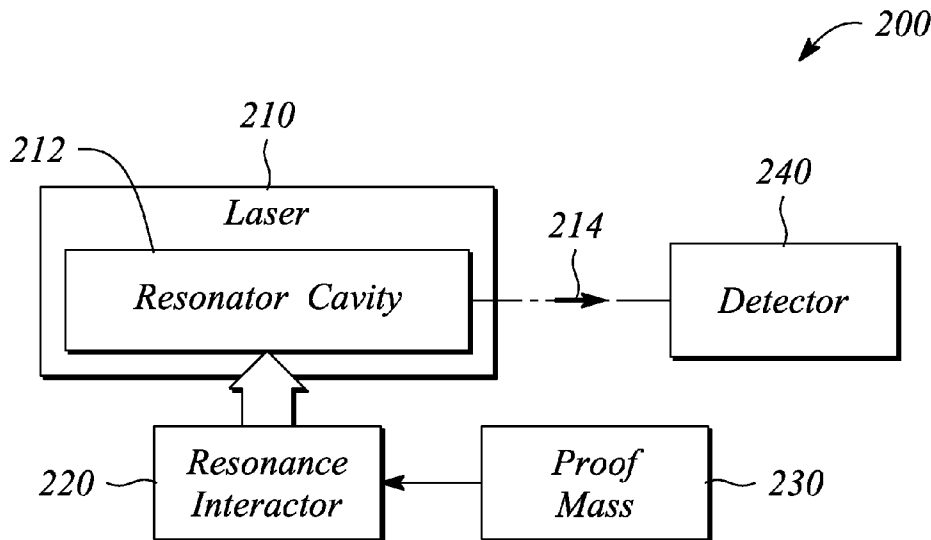 200
210
212
240
Laser
214
Resonator Cavity
Detector
Resonance
Interactor
Proof
Mass
220
230